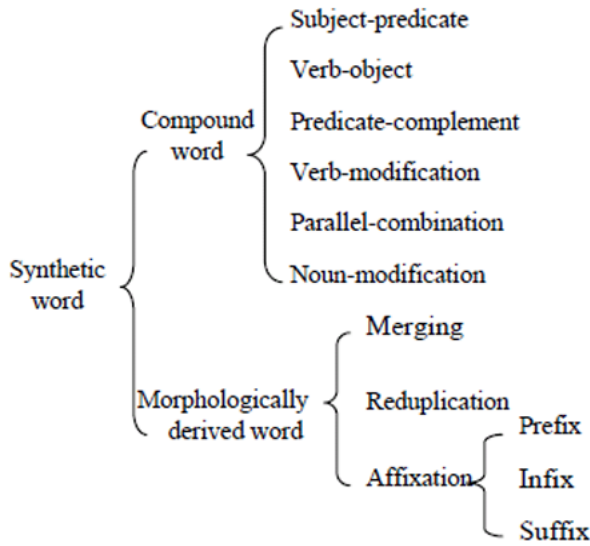 Subject-predicate
Verb-object
Compound
word
Predicate-complement
Verb-modification
Parallel-combination
Noun-modification
Synthetic
word
Merging
Morphologically
derived word
Reduplication
Affixation
Prefix
Infix
Suffix